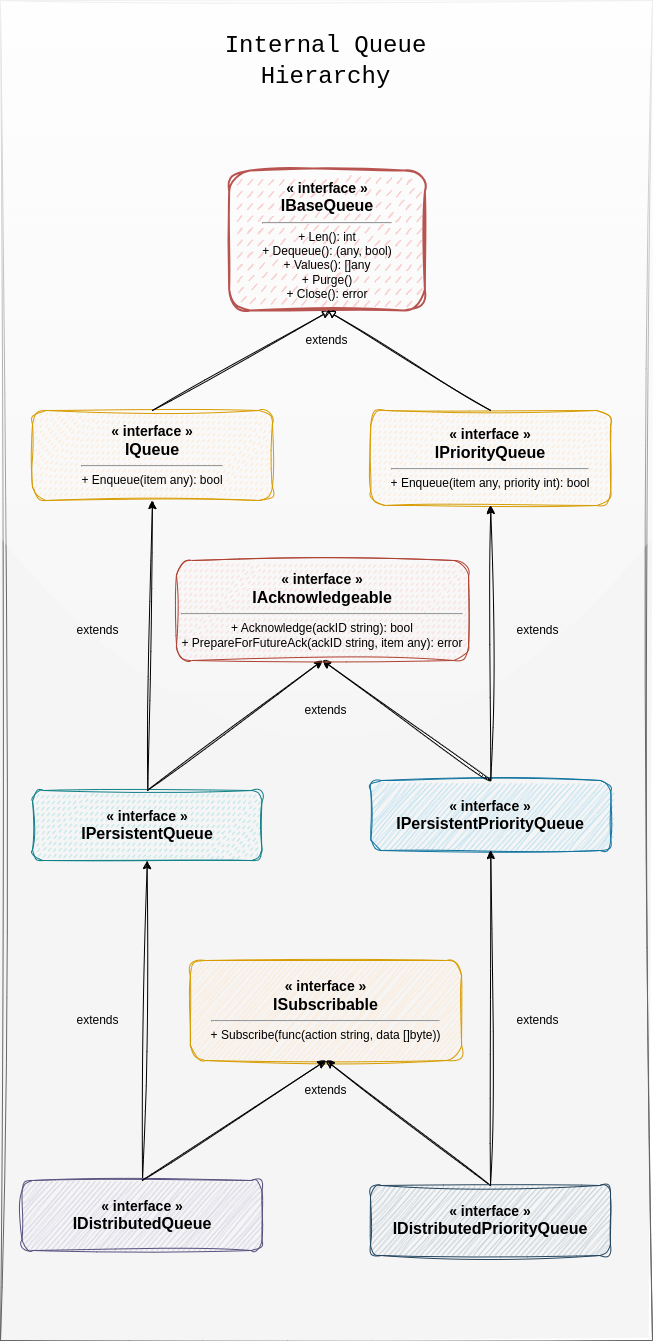 Internal Queue
Hierarchy
« interface »
IBaseQueue
+ Len(): int
+ Dequeue(): (any, bool)
+ Values(): []any
+ Purge()
+ Close(): error
extends
« interface »
IQueue
+ Enqueue(item any): bool
« interface »
IPriorityQueue
+ Enqueue(item any, priority int): bool
« interface »
IAcknowledgeable
+ Acknowledge(ackID string): bool
+ PrepareForFutureAck(ackID string, item any): error
extends
extends
extends
« interface »
IPersistentQueue
« interface »
IPersistentPriorityQueue
« interface »
ISubscribable
+ Subscribe(func(action string, data []byte))
extends
extends
extends
« interface »
IDistributedQueue
« interface »
IDistributedPriorityQueue